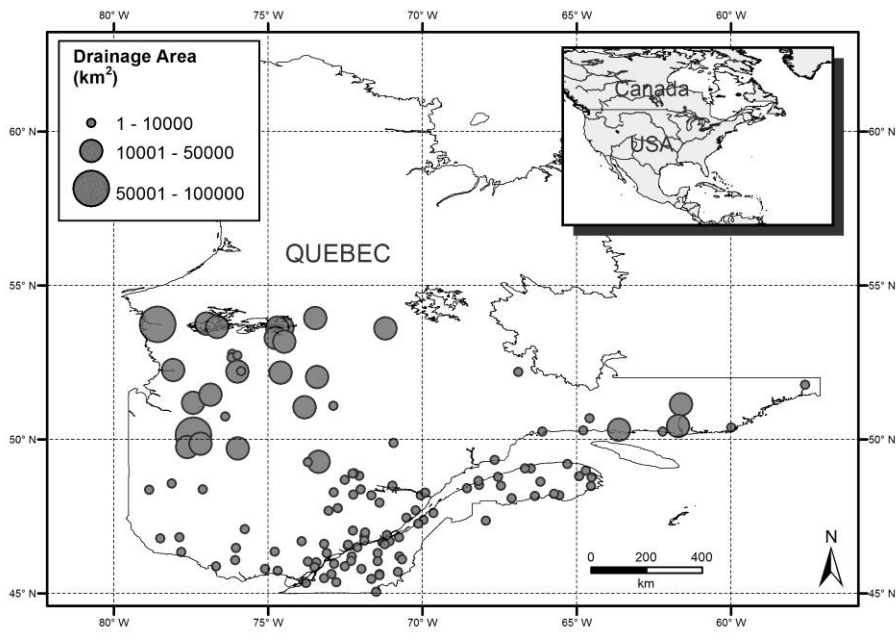 80° W
75° W
70° W
65° W
60° W
Drainage Area
(km²)
1 - 10000
10001 - 50000
50001 - 100000
Canada
USA
QUEBEC
60° N
60° N
55° N
55° N
50° N
50° N
45° N
45° N
N
0 200 400
km
80° W
75° W
70° W
65° W
60° W